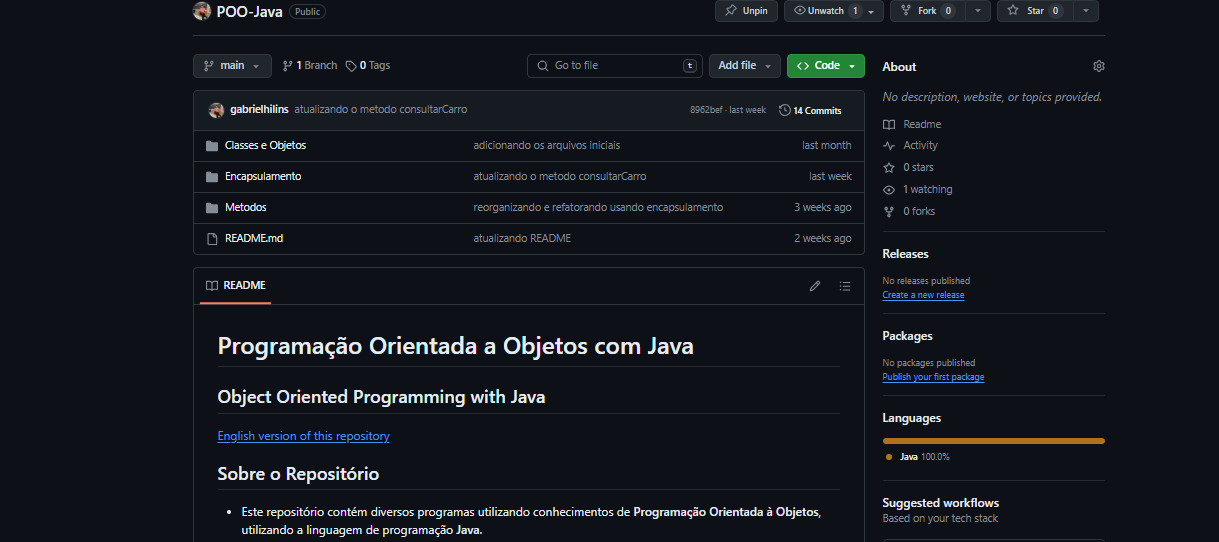 POO-Java Public Unpin Unwatch 1 Fork 0 Star 0
main 1 Branch 0 Tags Go to file t Add file Code
gabrielhilins atualizando o metodo consultarCarro 8962bef · last week 14 Commits
Classes e Objetos adicionando os arquivos iniciais last month
Encapsulamento atualizando o metodo consultarCarro last week
Metodos reorganizando e refatorando usando encapsulamento 3 weeks ago
README.md atualizando README 2 weeks ago
README
Programação Orientada a Objetos com Java
Object Oriented Programming with Java
English version of this repository
Sobre o Repositório
Este repositório contém diversos programas utilizando conhecimentos de Programação Orientada à Objetos,
utilizando a linguagem de programação Java.
About
No description, website, or topics provided.
Readme
Activity
0 stars
1 watching
0 forks
Releases
No releases published
Create a new release
Packages
No packages published
Publish your first package
Languages
Java 100.0%
Suggested workflows
Based on your tech stack